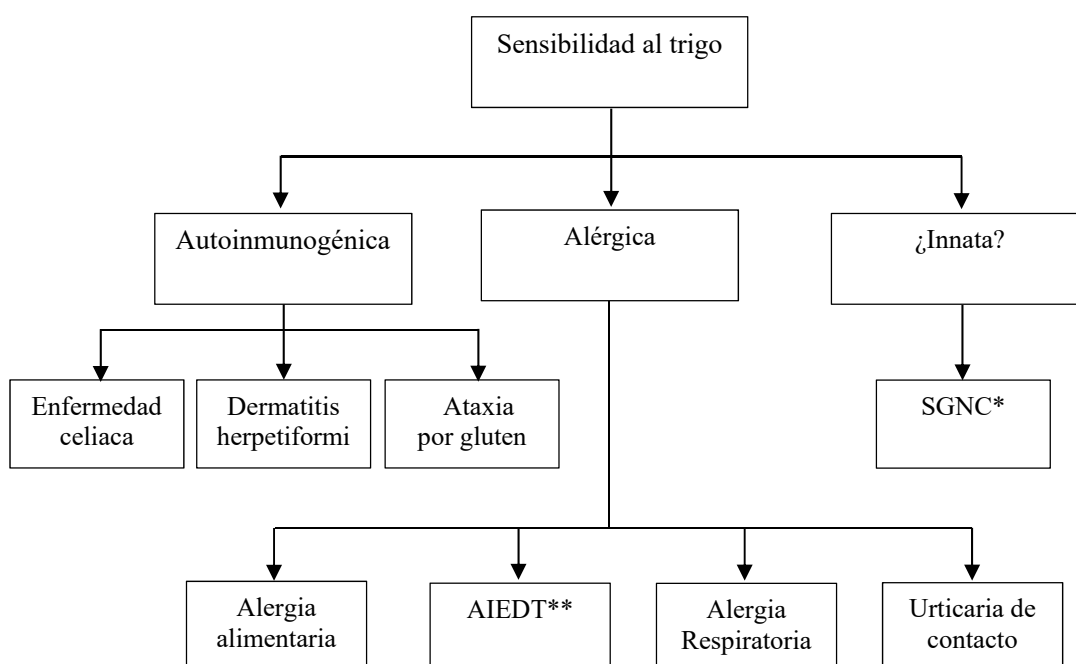 Sensibilidad al trigo
Autoinmunogénica
Alérgica
¿Innata?
Enfermedad
celiaca
Dermatitis
herpetiformi
Ataxia
por gluten
SGNC*
Alergia
alimentaria
AIEDT**
Alergia
Respiratoria
Urticaria de
contacto